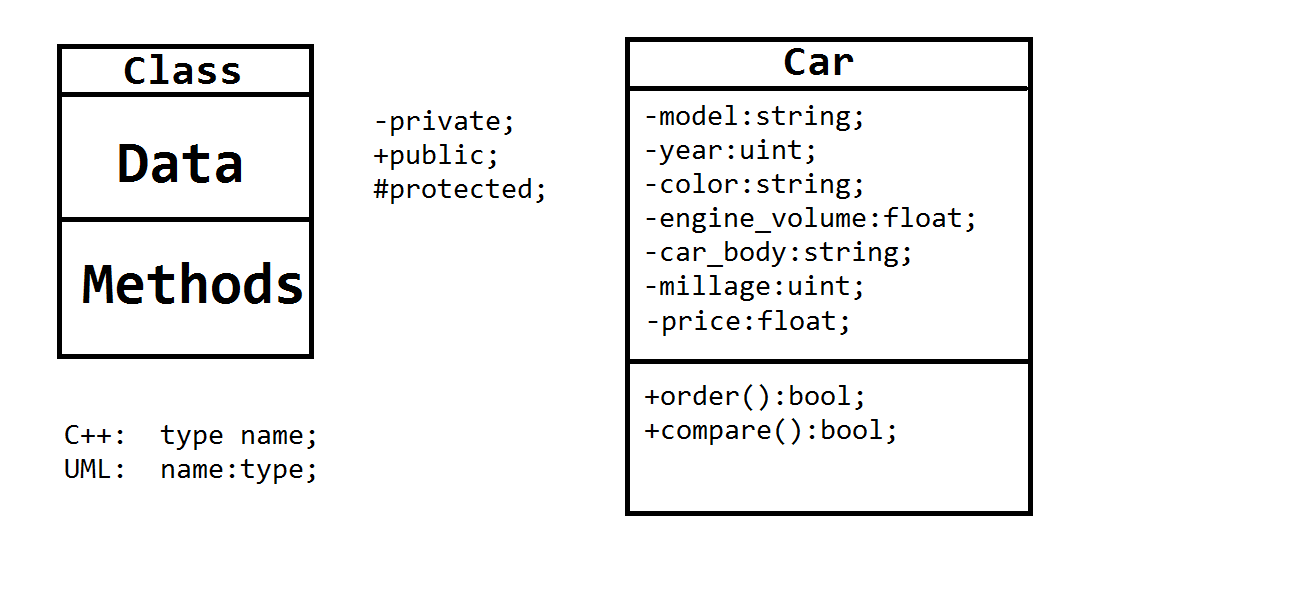 Class
Data
Methods
-private;
+public;
#protected;
C++:  type name;
UML:  name:type;
Car
-model:string;
-year:uint;
-color:string;
-engine_volume:float;
-car_body:string;
-millage:uint;
-price:float;
+order():bool;
+compare():bool;